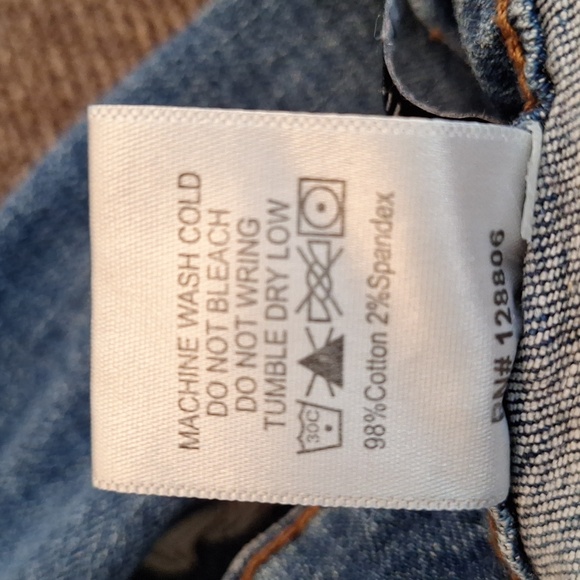 MACHINE WASH COLD
DO NOT BLEACH
DO NOT WRING
TUMBLE DRY LOW
30C
98%Cotton 2%Spandex
RN# 128806